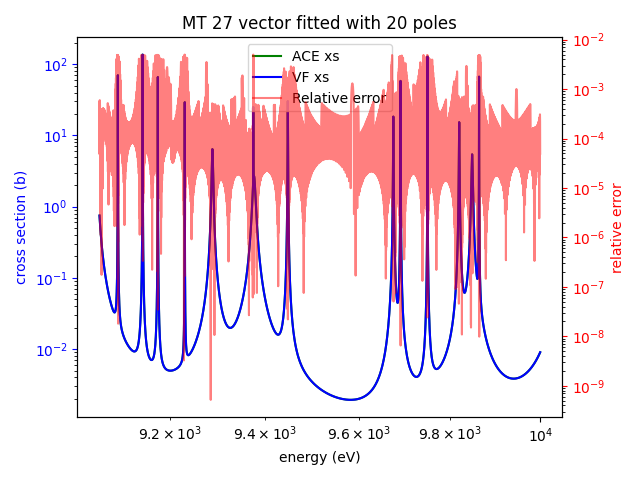 MT 27 vector fitted with 20 poles
ACE xs
VF xs
Relative error
cross section (b)
10²
10¹
10⁰
10⁻¹
10⁻²
relative error
10⁻²
10⁻³
10⁻⁴
10⁻⁵
10⁻⁶
10⁻⁷
10⁻⁸
10⁻⁹
9.2 × 10³ 9.4 × 10³ 9.6 × 10³ 9.8 × 10³ 10⁴
energy (eV)